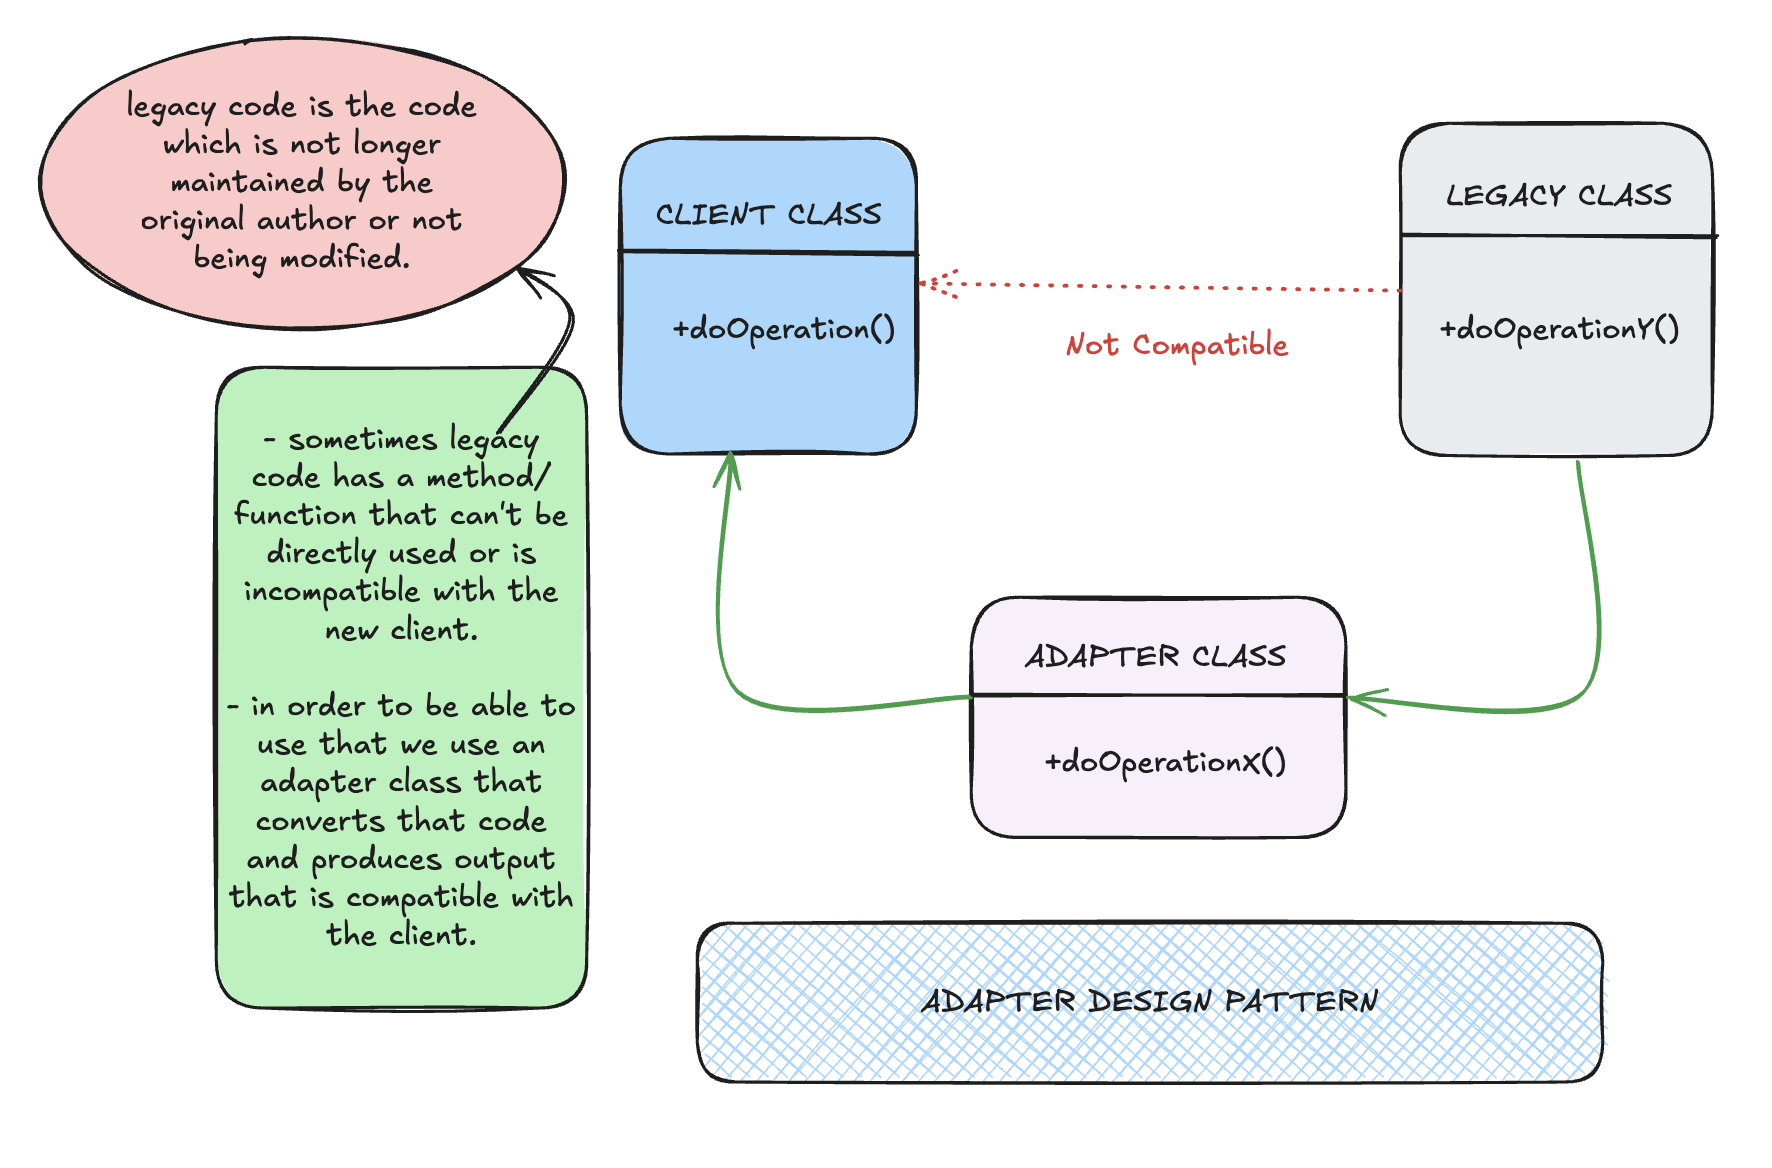 legacy code is the code
which is not longer
maintained by the
original author or not
being modified.
- sometimes legacy
code has a method/
function that can't be
directly used or is
incompatible with the
new client.
- in order to be able to
use that we use an
adapter class that
converts that code
and produces output
that is compatible with
the client.
CLIENT CLASS
+doOperation()
Not Compatible
LEGACY CLASS
+doOperationY()
ADAPTER CLASS
+doOperationX()
ADAPTER DESIGN PATTERN